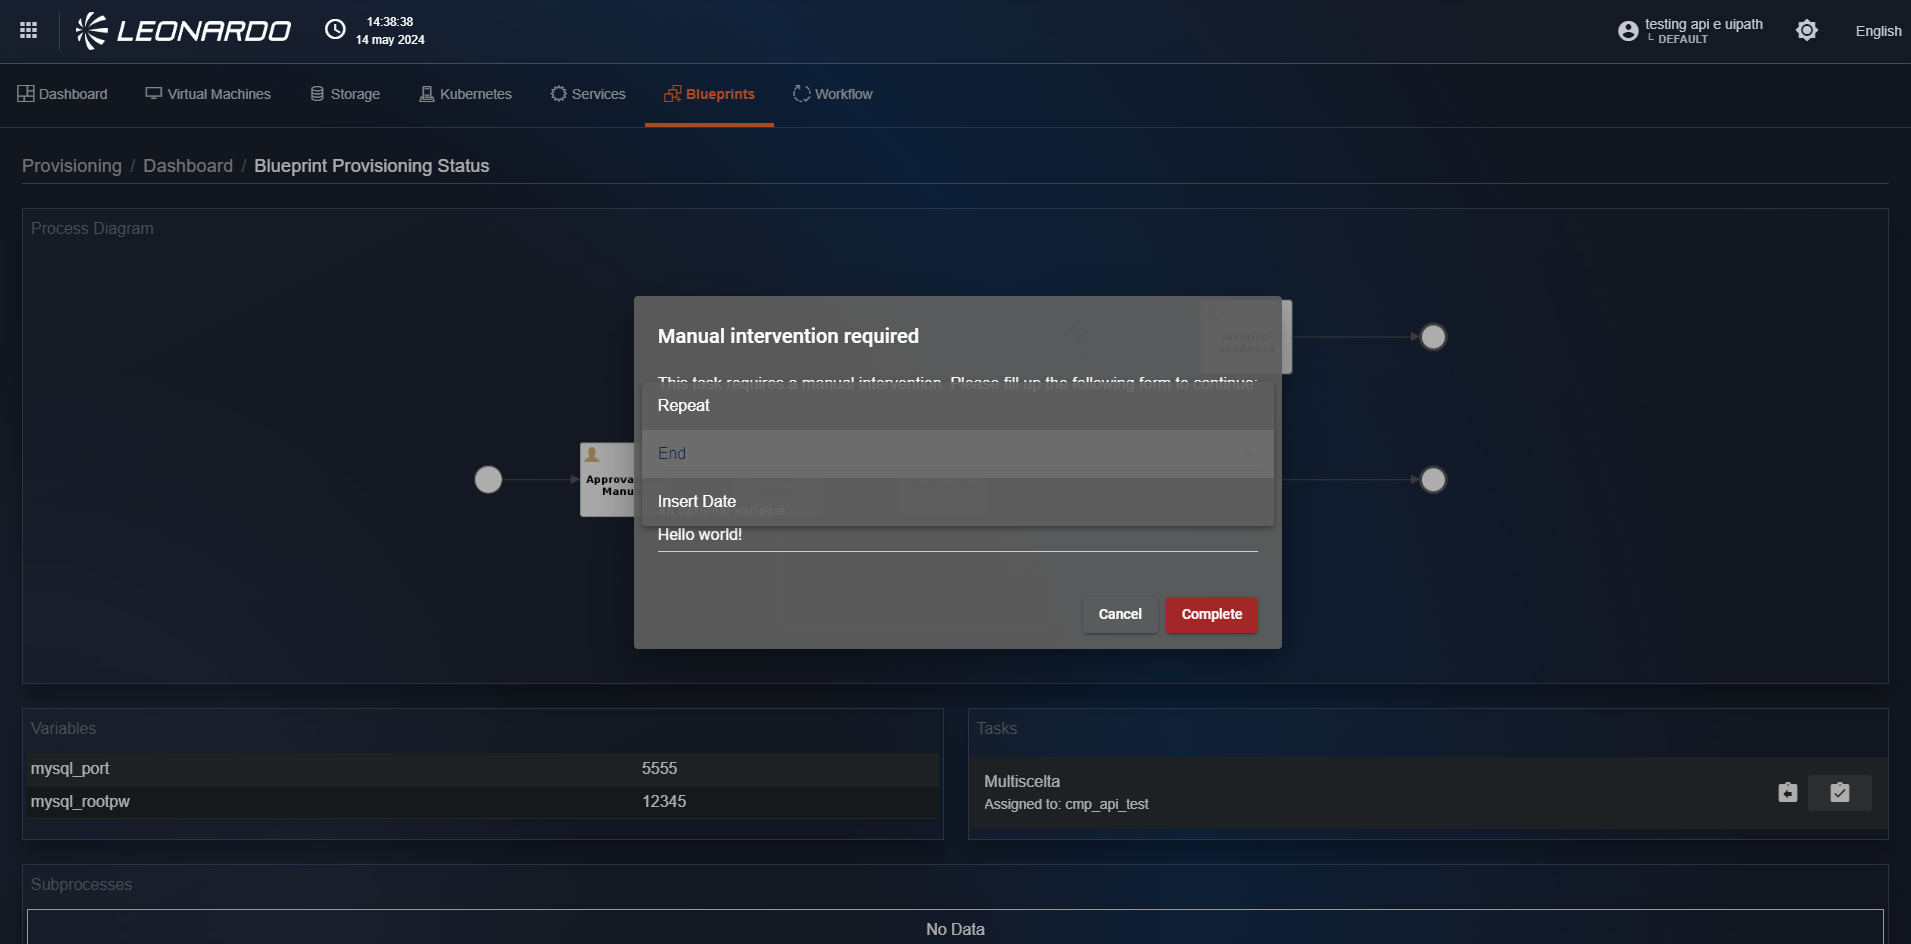 LEONARDO
14:38:38
14 may 2024
testing api e uipath
└ DEFAULT
English
Dashboard
Virtual Machines
Storage
Kubernetes
Services
Blueprints
Workflow
Provisioning / Dashboard / Blueprint Provisioning Status
Process Diagram
Manual intervention required
Inserisci
scadenza
This task requires a manual intervention. Please fill up the following form to continue:
Repeat
End
Approva
Manu
Insert Date
An optional variable
Hello world!
Cancel
Complete
Variables
mysql_port 5555
mysql_rootpw 12345
Tasks
Multiscelta
Assigned to: cmp_api_test
Subprocesses
No Data